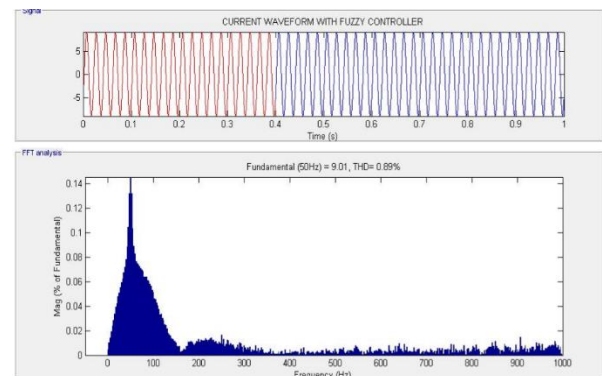 Signal
CURRENT WAVEFORM WITH FUZZY CONTROLLER
5
0
-5
0 0.1 0.2 0.3 0.4 0.5 0.6 0.7 0.8 0.9 1
Time (s)
FFT analysis
Fundamental (50Hz) = 9.01, THD= 0.89%
0.14
0.12
0.1
0.08
0.06
0.04
0.02
0
Mag (% of Fundamental)
0 100 200 300 400 500 600 700 800 900 1000
Frequency (Hz)